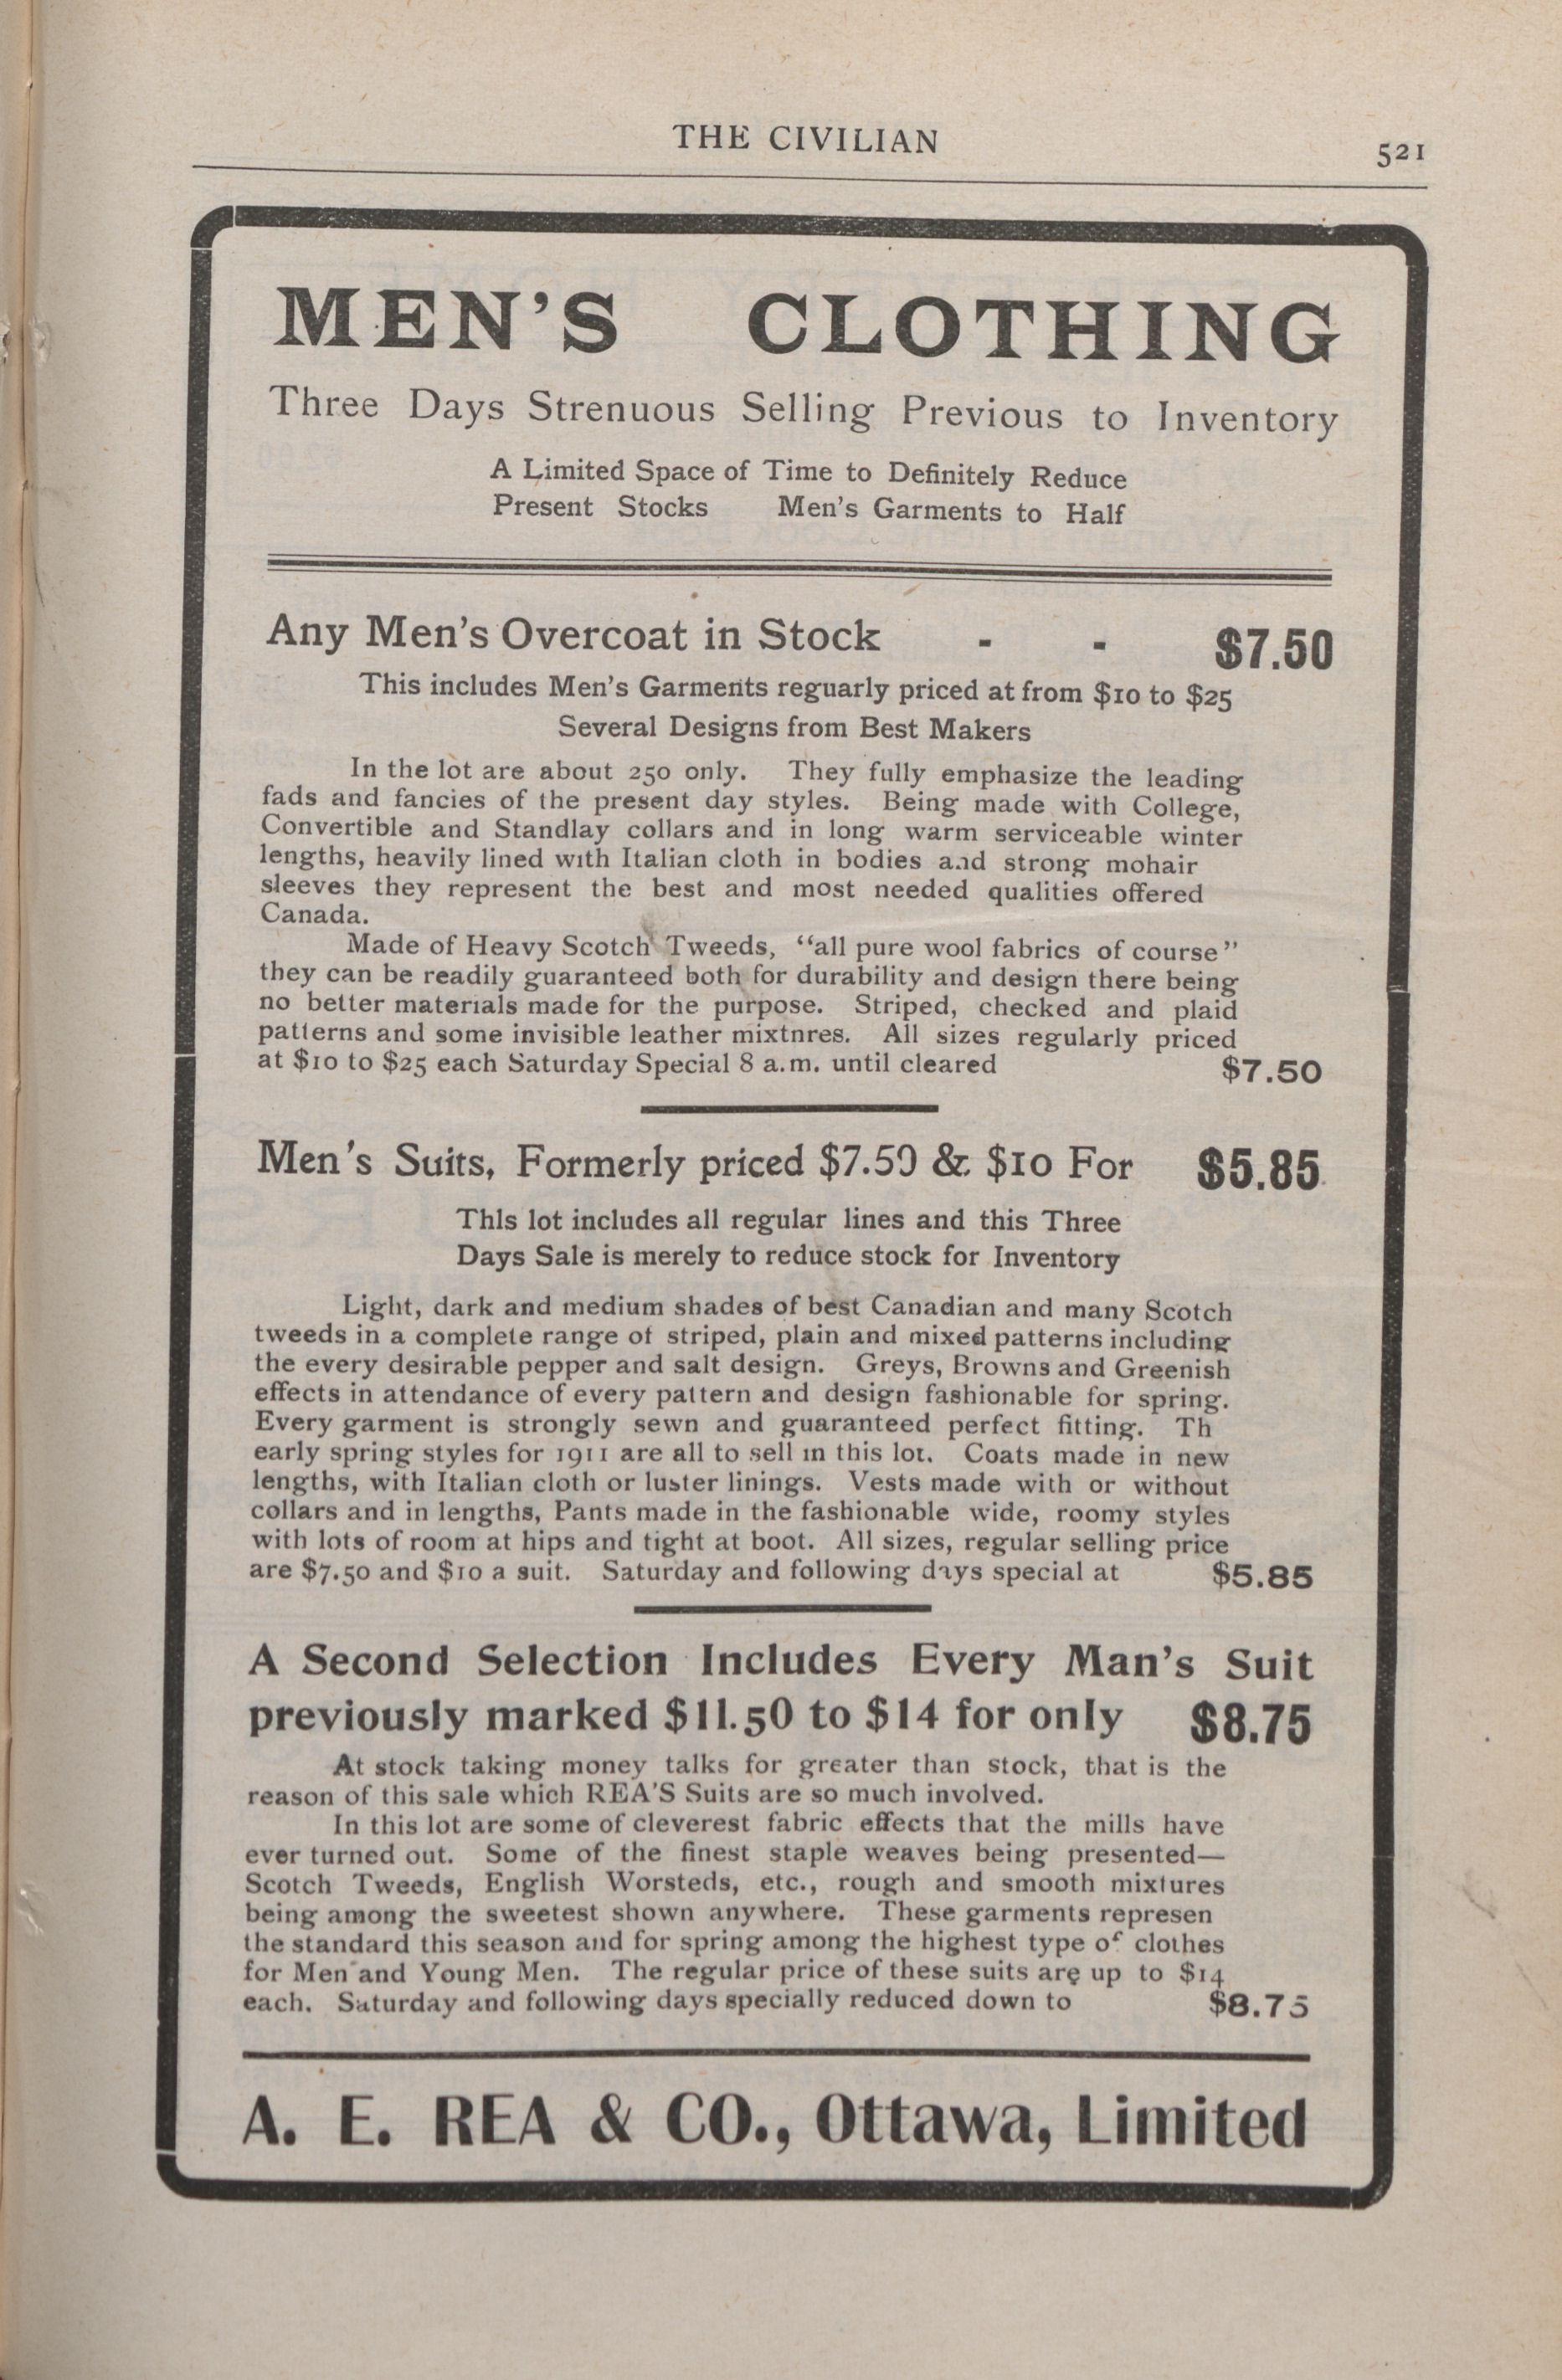 THE CIVILIAN
521
MEN'S CLOTHING
Three Days Strenuous Selling Previous to Inventory
A Limited Space of Time to Definitely Reduce
Present Stocks Men's Garments to Half
Any Men's Overcoat in Stock - - $7.50
This includes Men's Garments reguarly priced at from $10 to $25
Several Designs from Best Makers
In the lot are about 250 only. They fully emphasize the leading
fads and fancies of the present day styles. Being made with College,
Convertible and Standlay collars and in long warm serviceable winter
lengths, heavily lined with Italian cloth in bodies and strong mohair
sleeves they represent the best and most needed qualities offered
Canada.
Made of Heavy Scotch Tweeds, "all pure wool fabrics of course"
they can be readily guaranteed both for durability and design there being
no better materials made for the purpose. Striped, checked and plaid
patterns and some invisible leather mixtnres. All sizes regularly priced
at $10 to $25 each Saturday Special 8 a.m. until cleared $7.50
Men's Suits, Formerly priced $7.50 & $10 For $5.85
This lot includes all regular lines and this Three
Days Sale is merely to reduce stock for Inventory
Light, dark and medium shades of best Canadian and many Scotch
tweeds in a complete range of striped, plain and mixed patterns including
the every desirable pepper and salt design. Greys, Browns and Greenish
effects in attendance of every pattern and design fashionable for spring.
Every garment is strongly sewn and guaranteed perfect fitting. Th
early spring styles for 1911 are all to sell in this lot. Coats made in new
lengths, with Italian cloth or luster linings. Vests made with or without
collars and in lengths, Pants made in the fashionable wide, roomy styles
with lots of room at hips and tight at boot. All sizes, regular selling price
are $7.50 and $10 a suit. Saturday and following days special at $5.85
A Second Selection Includes Every Man's Suit
previously marked $11.50 to $14 for only $8.75
At stock taking money talks for greater than stock, that is the
reason of this sale which REA'S Suits are so much involved.
In this lot are some of cleverest fabric effects that the mills have
ever turned out. Some of the finest staple weaves being presented—
Scotch Tweeds, English Worsteds, etc., rough and smooth mixtures
being among the sweetest shown anywhere. These garments represen
the standard this season and for spring among the highest type of clothes
for Men and Young Men. The regular price of these suits are up to $14
each. Saturday and following days specially reduced down to $8.75
A. E. REA & CO., Ottawa, Limited